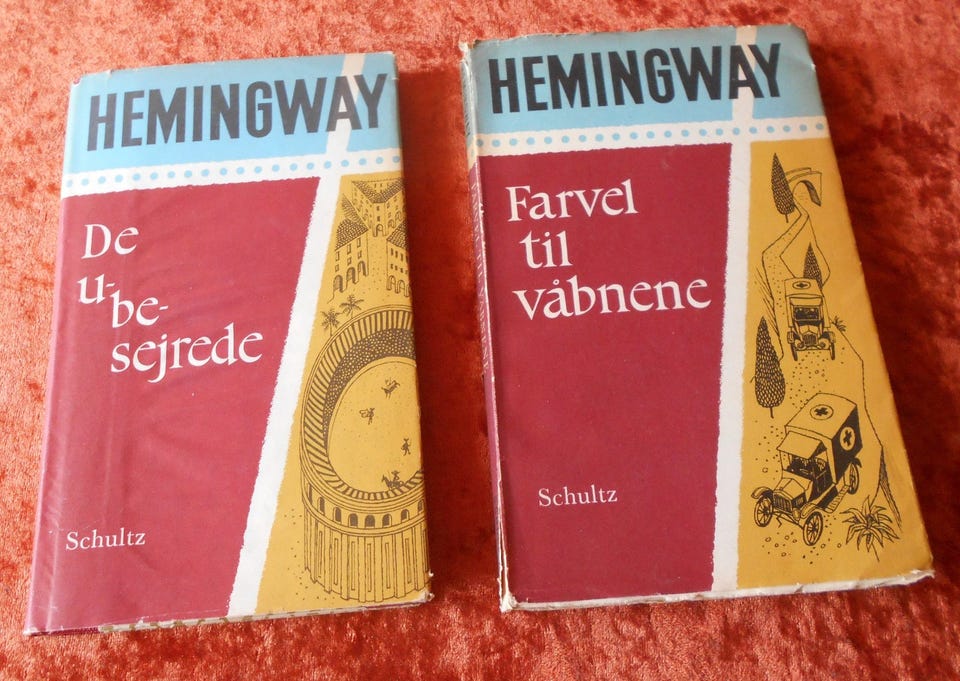 HEMINGWAY
De
u-
be-
sejrede
Schultz
HEMINGWAY
Farvel
til
våbnene
Schultz